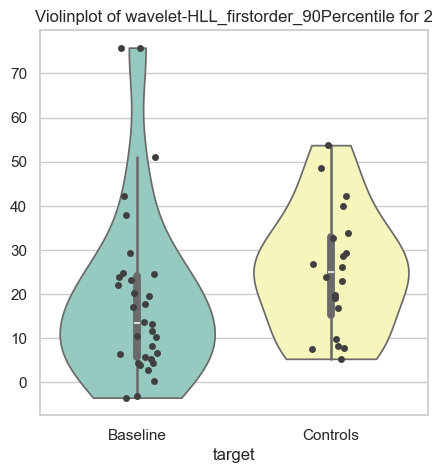 Violinplot of wavelet-HLL_firstorder_90Percentile for 2
70
60
50
40
30
20
10
0
Baseline Controls
target